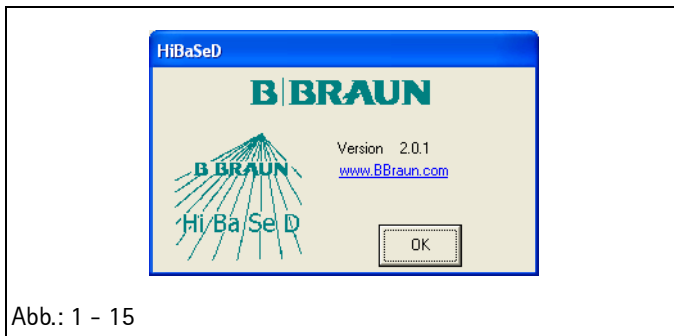 HiBaSeD
B|BRAUN
Version 2.0.1
www.BBraun.com
B BRAUN
Hi Ba Se D
OK
Abb.: 1 - 15